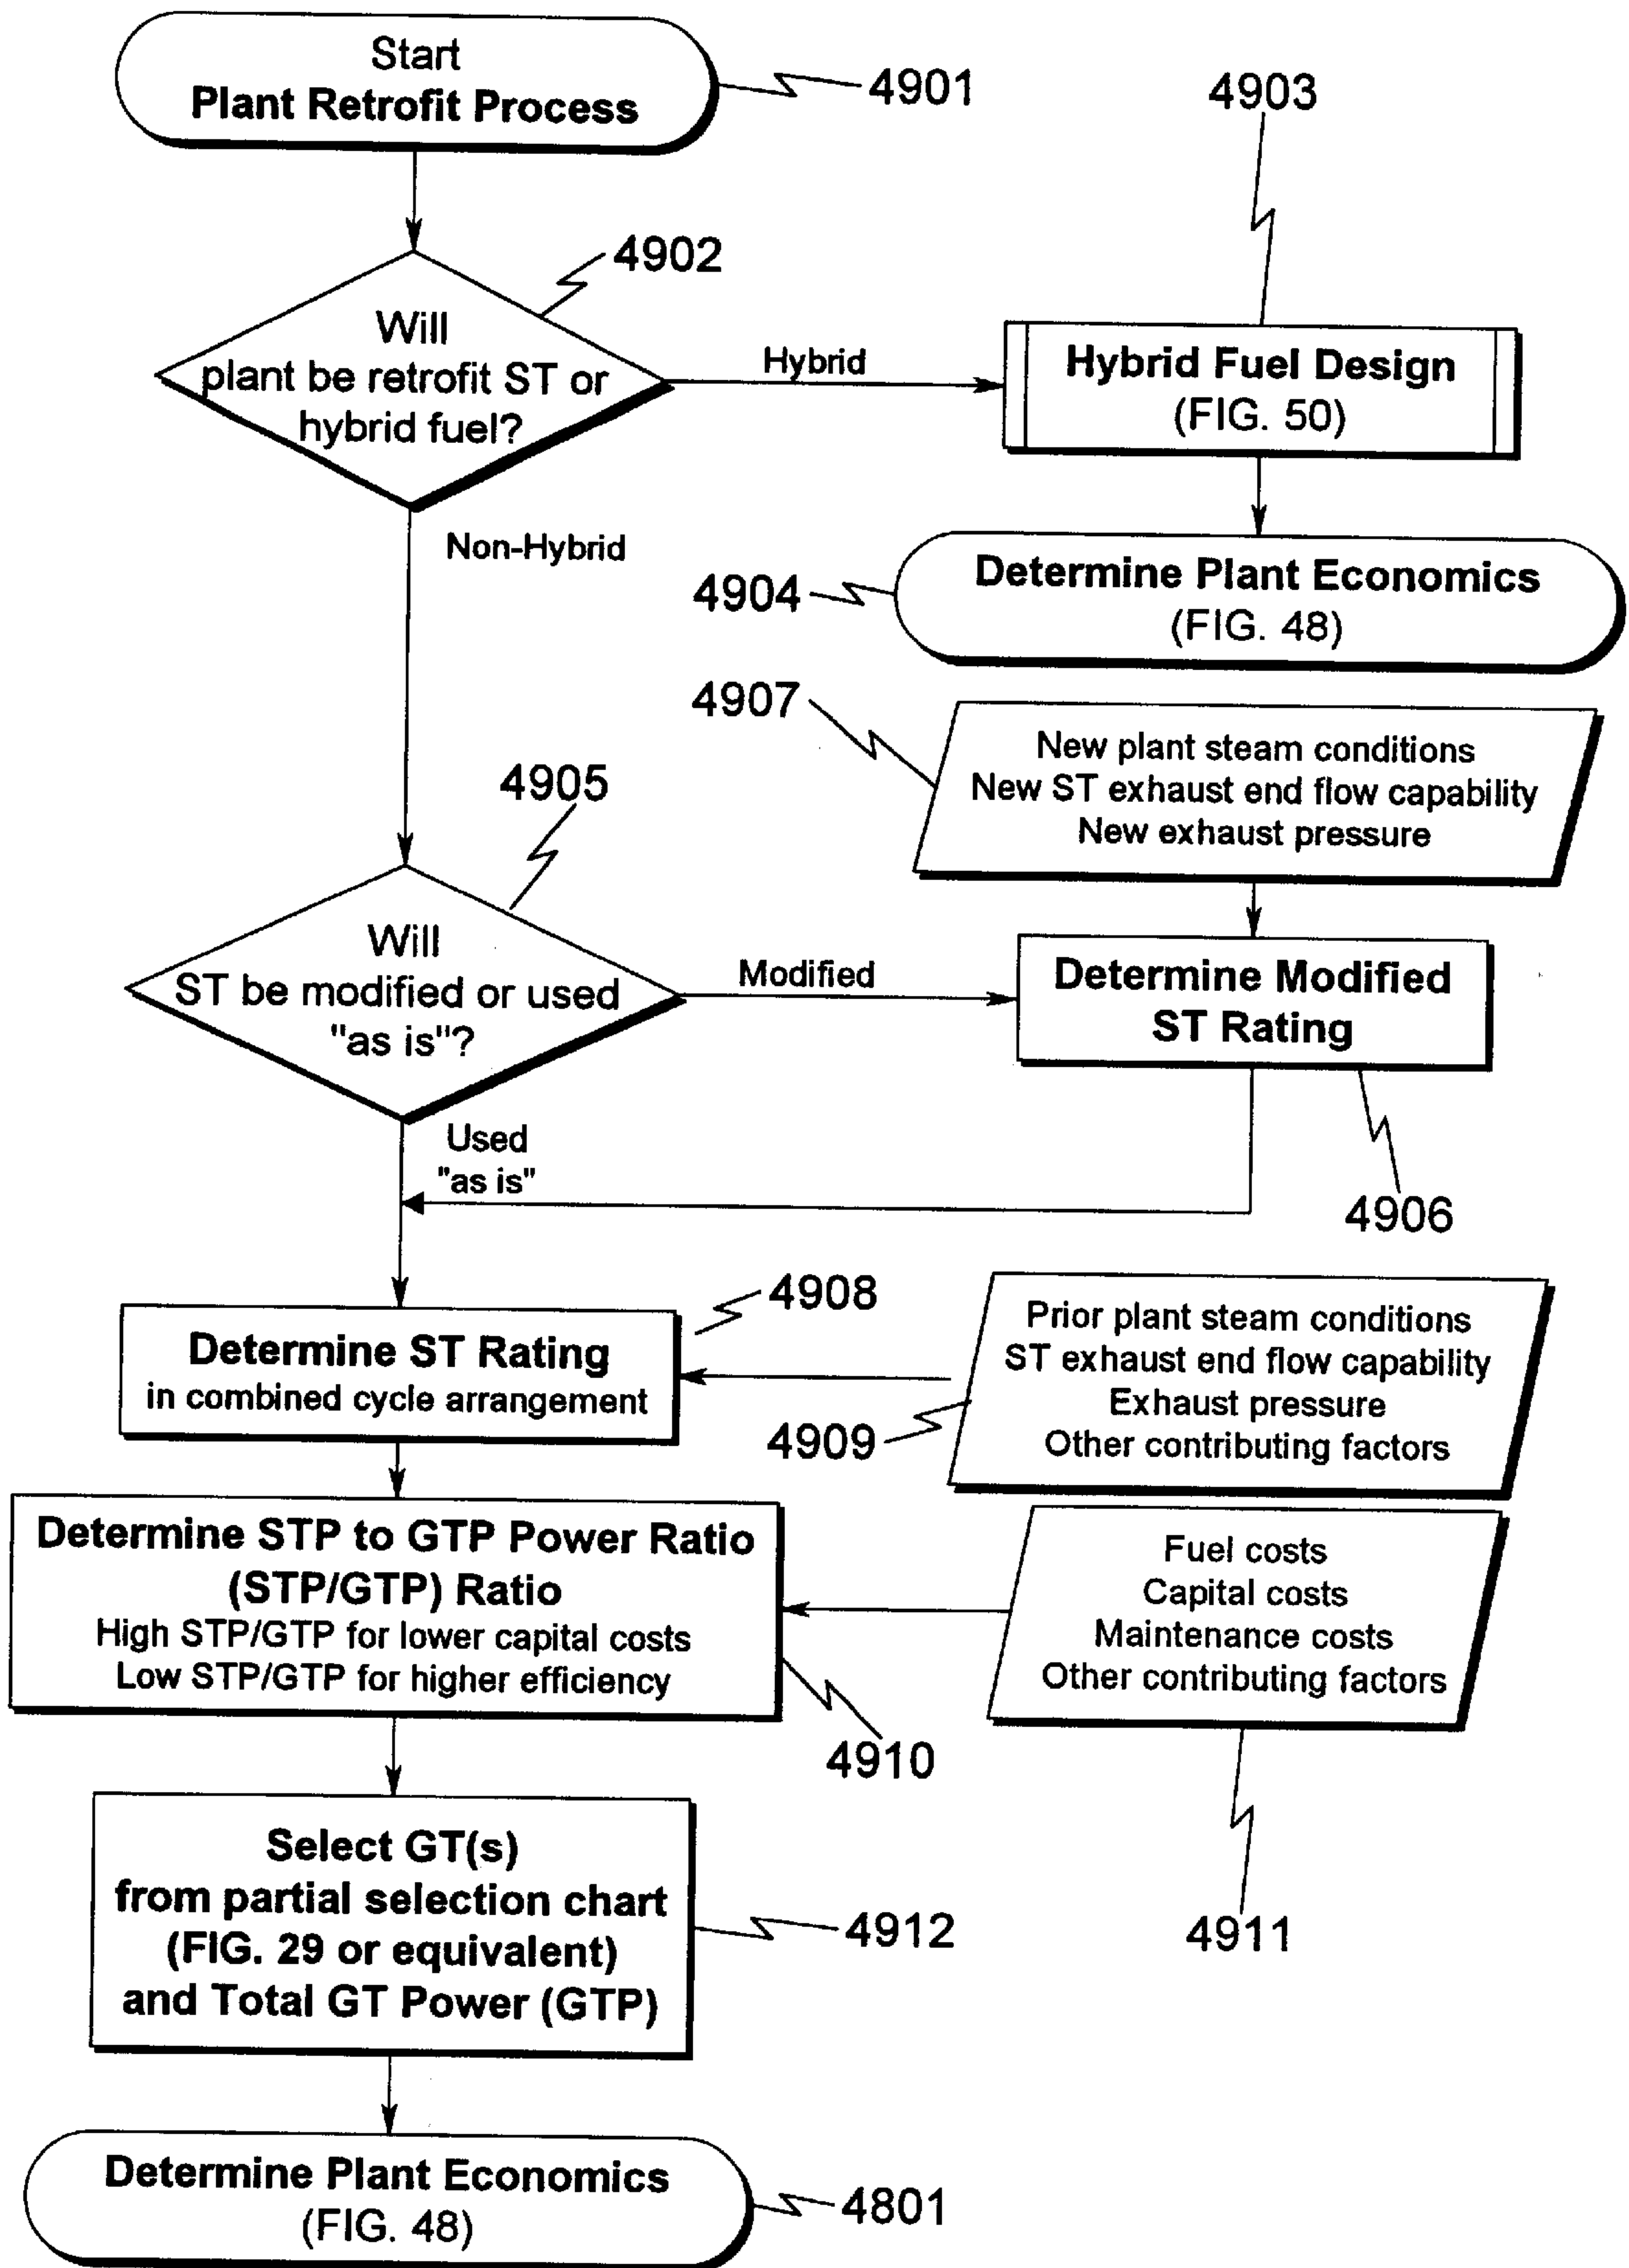 Start
Plant Retrofit Process
4901
4903
4902
Will
plant be retrofit ST or
hybrid fuel?
Hybrid
Hybrid Fuel Design
(FIG. 50)
Non-Hybrid
Determine Plant Economics
(FIG. 48)
4904
4907
New plant steam conditions
New ST exhaust end flow capability
New exhaust pressure
4905
Will
ST be modified or used
"as is"?
Modified
Determine Modified
ST Rating
Used
"as is"
4906
4908
Determine ST Rating
in combined cycle arrangement
Prior plant steam conditions
ST exhaust end flow capability
Exhaust pressure
Other contributing factors
4909
Determine STP to GTP Power Ratio
(STP/GTP) Ratio
High STP/GTP for lower capital costs
Low STP/GTP for higher efficiency
Fuel costs
Capital costs
Maintenance costs
Other contributing factors
4910
Select GT(s)
from partial selection chart
(FIG. 29 or equivalent)
and Total GT Power (GTP)
4912
4911
Determine Plant Economics
(FIG. 48)
4801